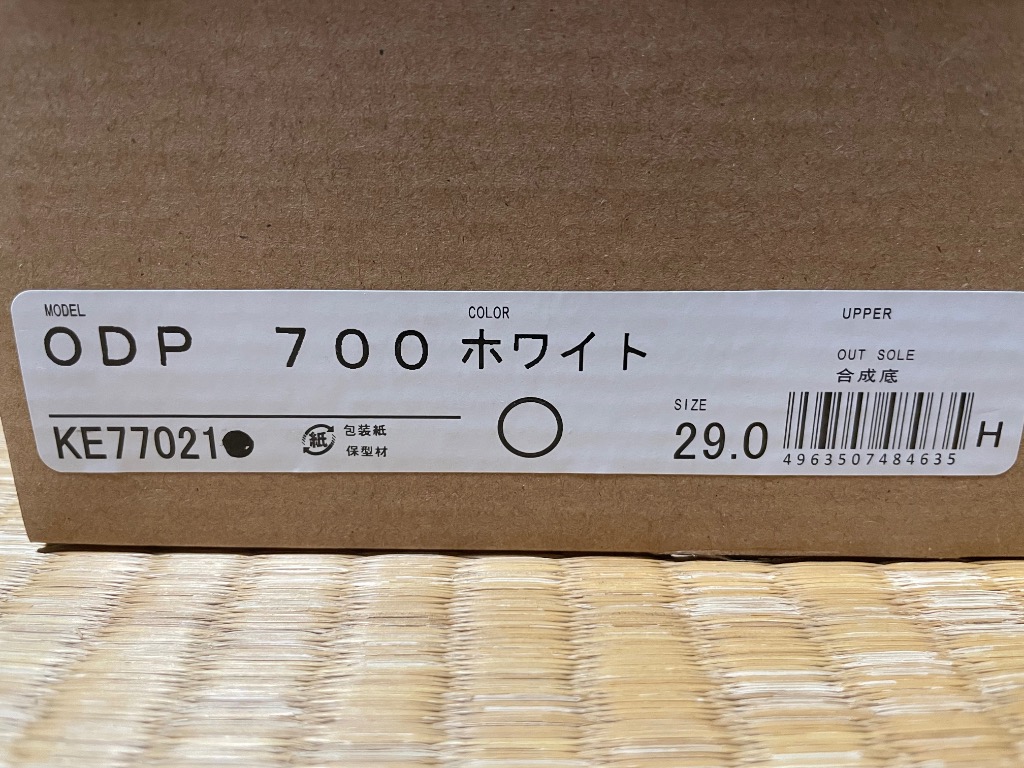 MODEL
ODP 700
COLOR
ホワイト
UPPER
OUT SOLE
合成底
KE77021●
紙
包装紙
保型材
SIZE
29.0
4963507484635
H